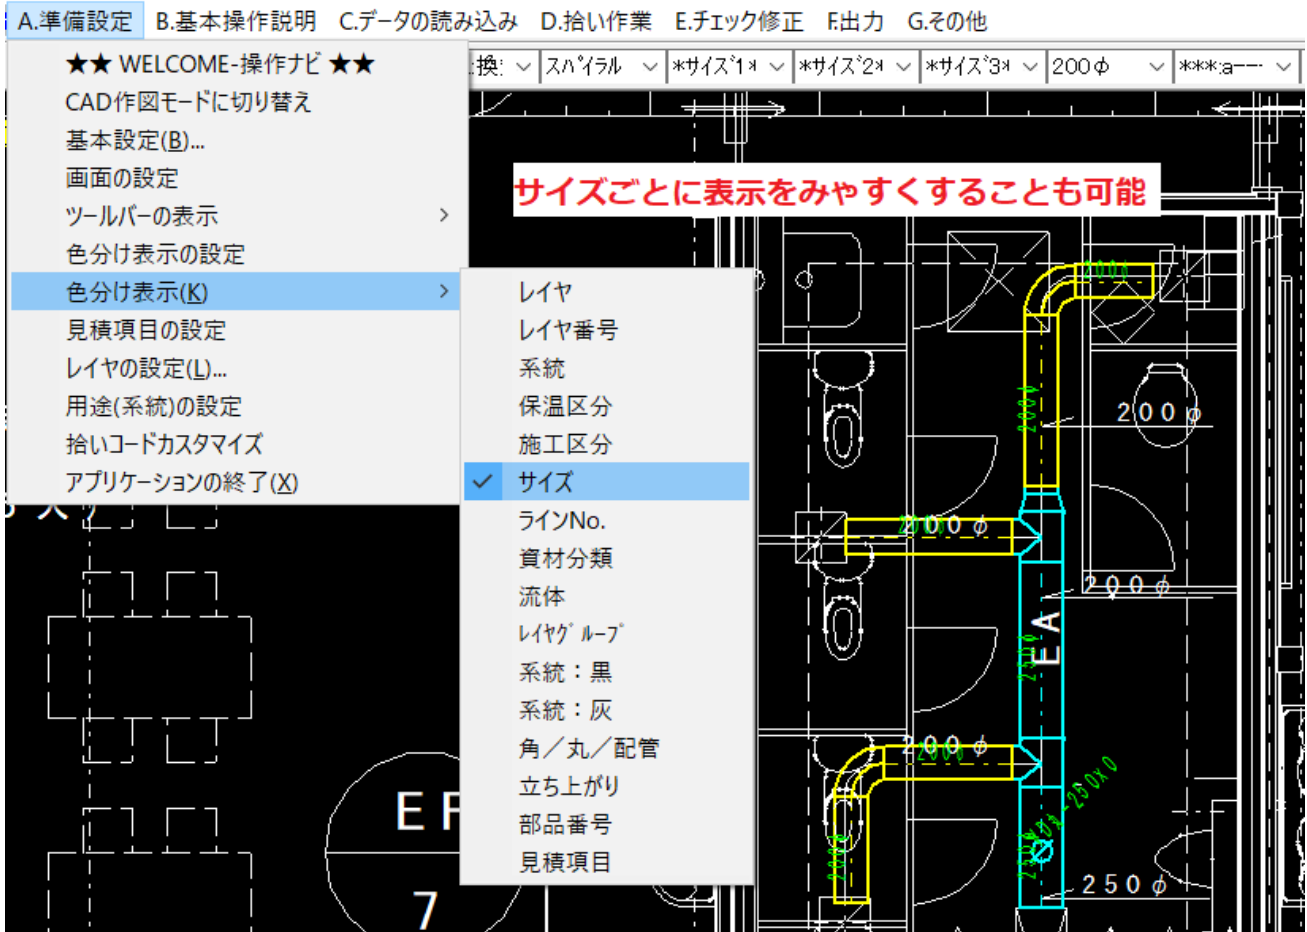 A.準備設定 B.基本操作説明 C.データの読み込み D.拾い作業 E.チェック修正 F.出力 G.その他
換: スパイラル *サイズ1* *サイズ2* *サイズ3* 200φ ***:a---
★★ WELCOME-操作ナビ ★★
CAD作図モードに切り替え
基本設定(B)...
画面の設定
ツールバーの表示
色分け表示の設定
色分け表示(K)
見積項目の設定
レイヤの設定(L)...
用途(系統)の設定
拾いコードカスタマイズ
アプリケーションの終了(X)
サイズごとに表示をみやすくすることも可能
レイヤ
レイヤ番号
系統
保温区分
施工区分
サイズ
ラインNo.
資材分類
流体
ﾚｲﾔｸﾞﾙｰﾌﾟ
系統：黒
系統：灰
角／丸／配管
立ち上がり
部品番号
見積項目
200φ
200φ
200φ
200φ
200φ
EA
250φ
200φ
200φ
250φ
EF
7